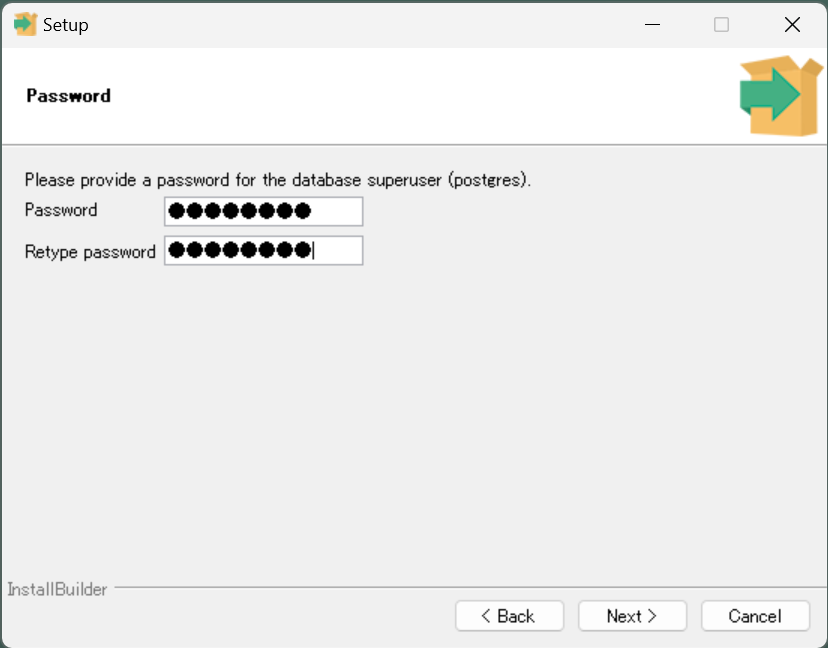 Setup
Password
Please provide a password for the database superuser (postgres).
Password ●●●●●●●●
Retype password ●●●●●●●●
InstallBuilder
< Back Next > Cancel